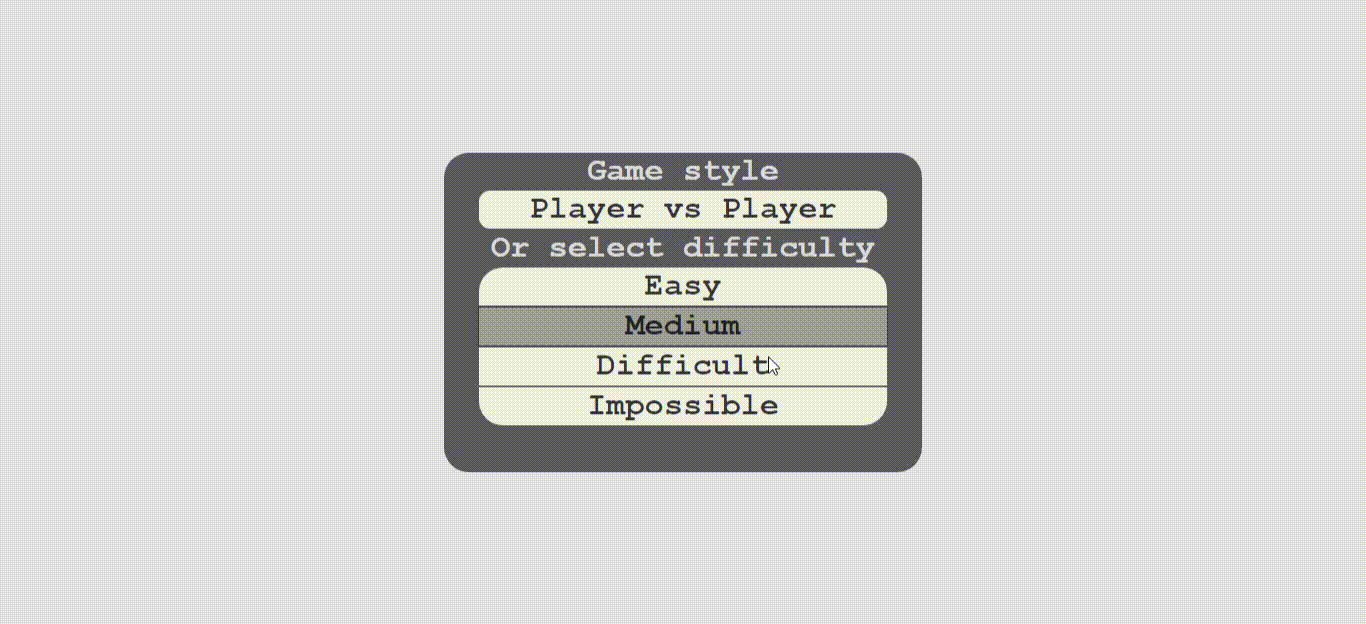 Game style
Player vs Player
Or select difficulty
Easy
Medium
Difficult
Impossible